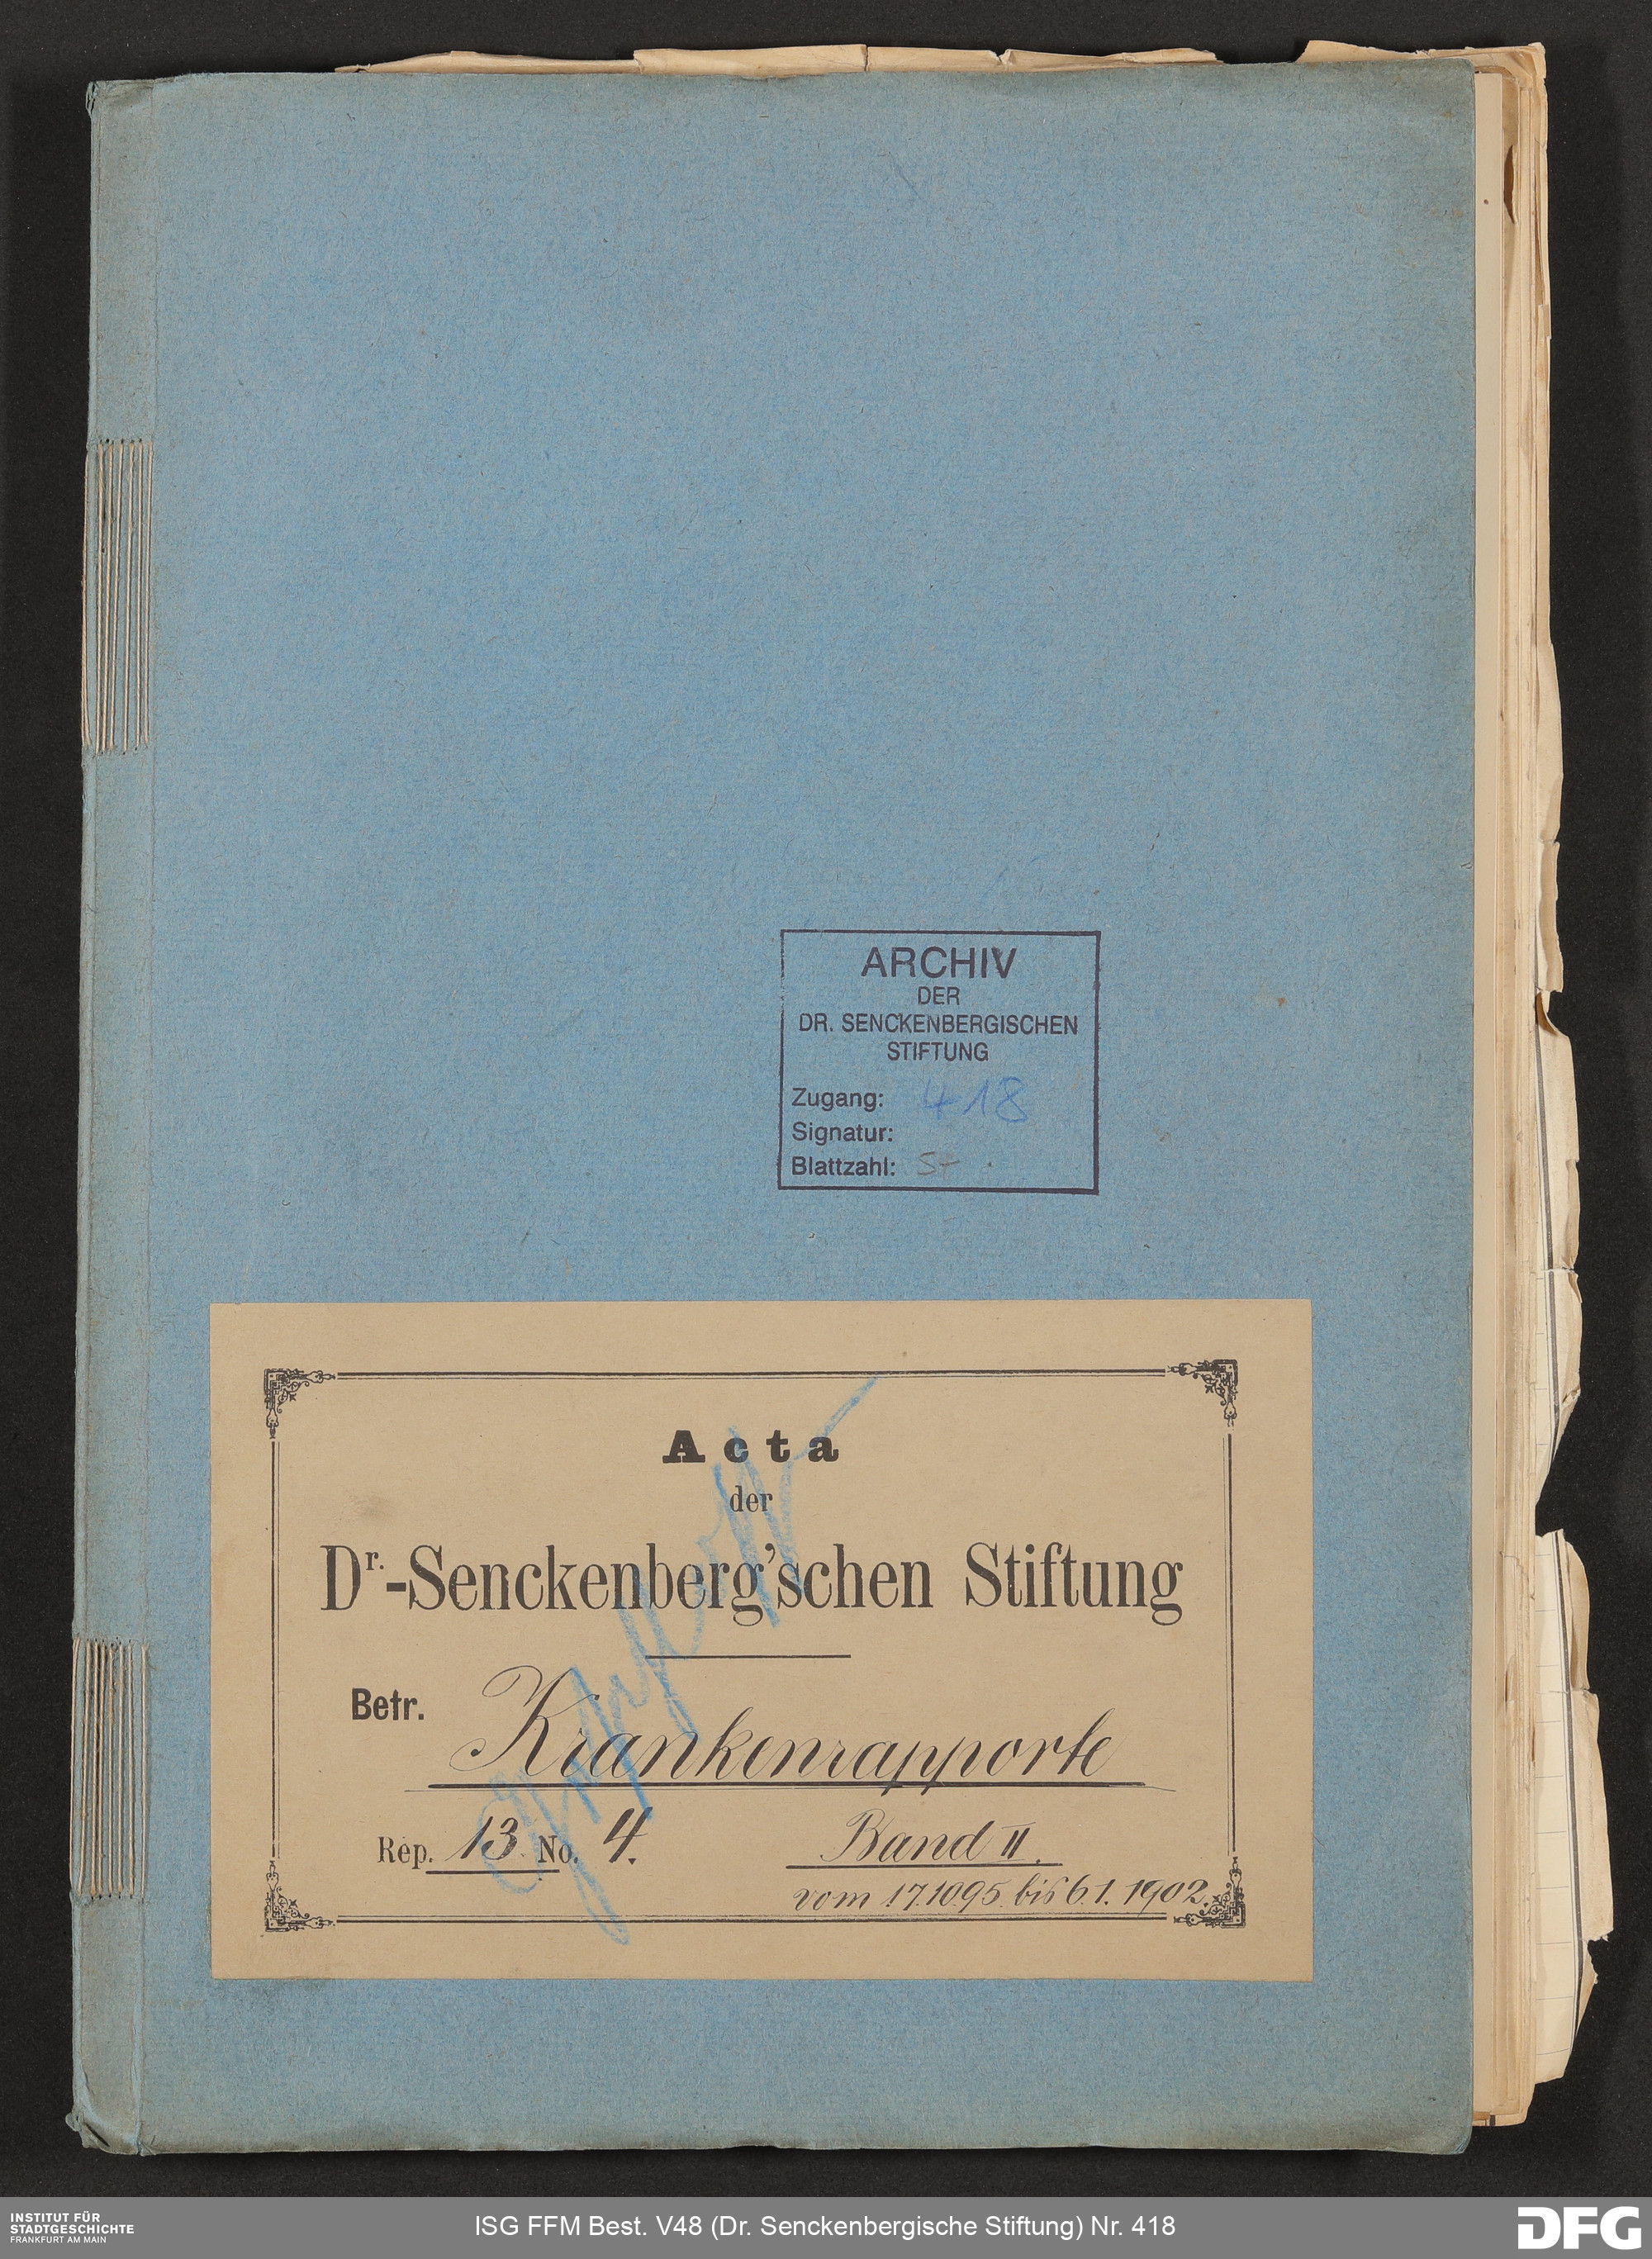 ARCHIV
DER
DR. SENCKENBERGISCHEN
STIFTUNG
Zugang: 418
Signatur:
Blattzahl:
Acta
der
Dr.-Senckenberg'schen Stiftung
Betr. Krankenrapporte
Rep. 13 No. 4. Band II.
vom 17.10 95. bis 6.1. 1902.
INSTITUT FÜR
STADTGESCHICHTE
FRANKFURT AM MAIN
ISG FFM Best. V48 (Dr. Senckenbergische Stiftung) Nr. 418
DFG